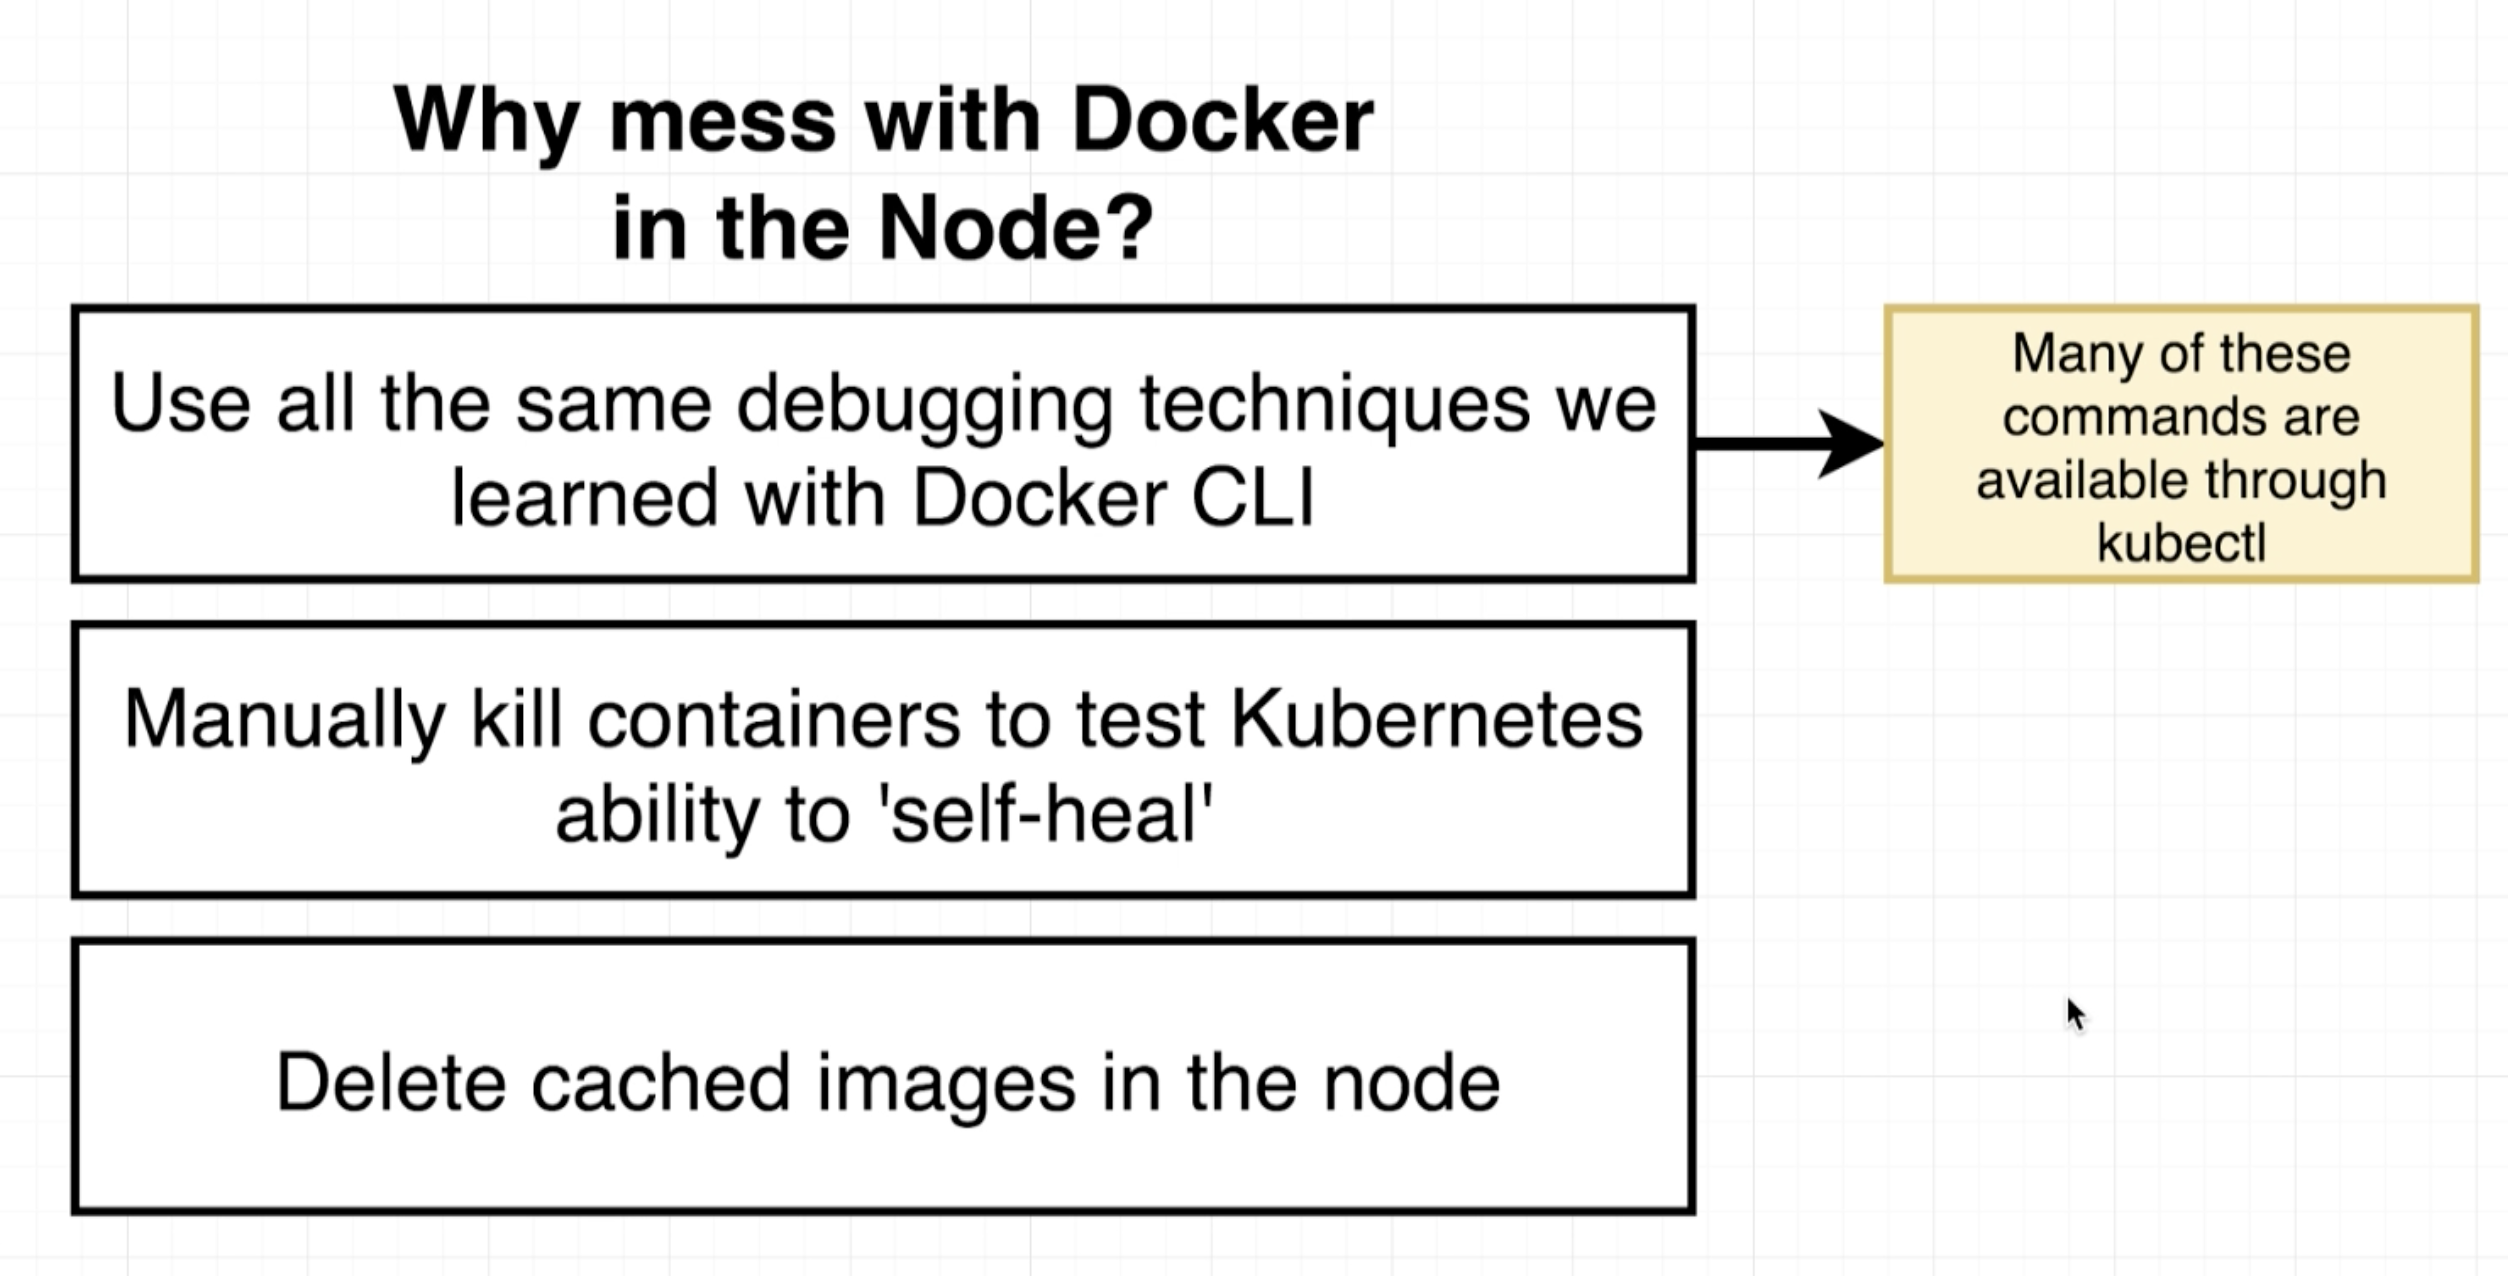 Why mess with Docker
in the Node?
Use all the same debugging techniques we
learned with Docker CLI
Many of these
commands are
available through
kubectl
Manually kill containers to test Kubernetes
ability to 'self-heal'
Delete cached images in the node